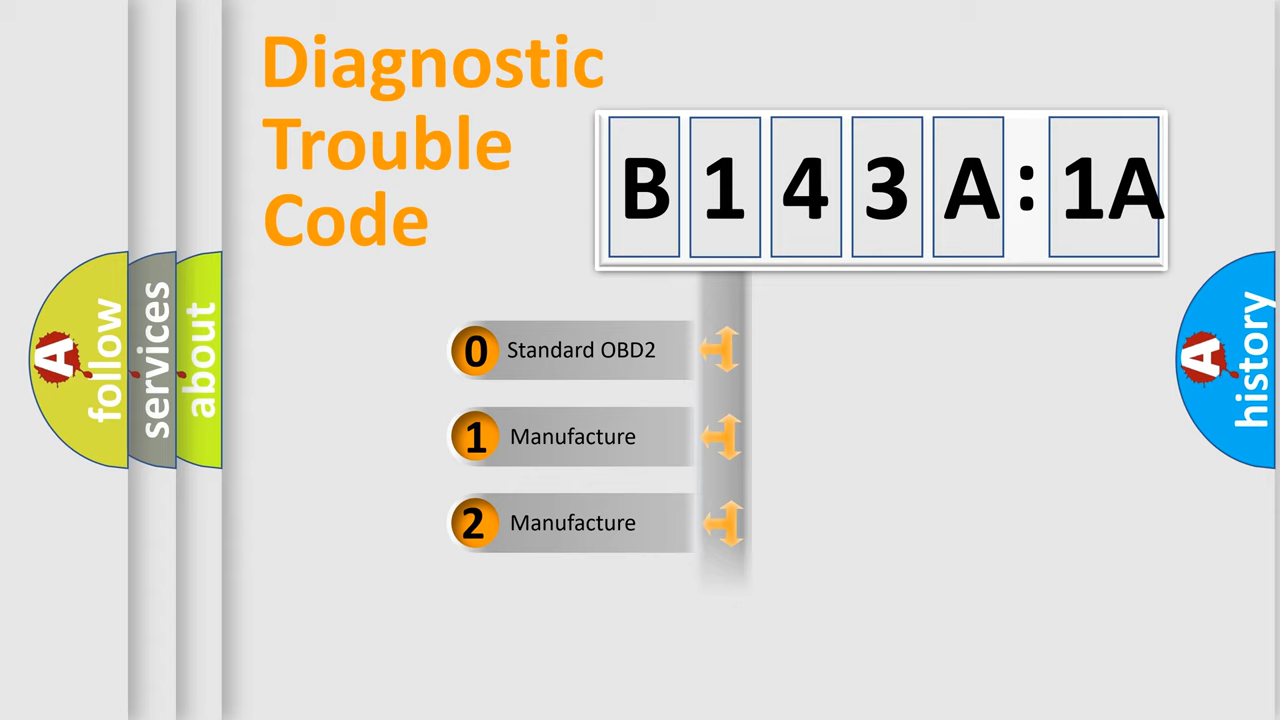 Diagnostic
Trouble
Code
B 1 4 3 A : 1A
0 Standard OBD2
1 Manufacture
2 Manufacture
A follow
services
about
A history